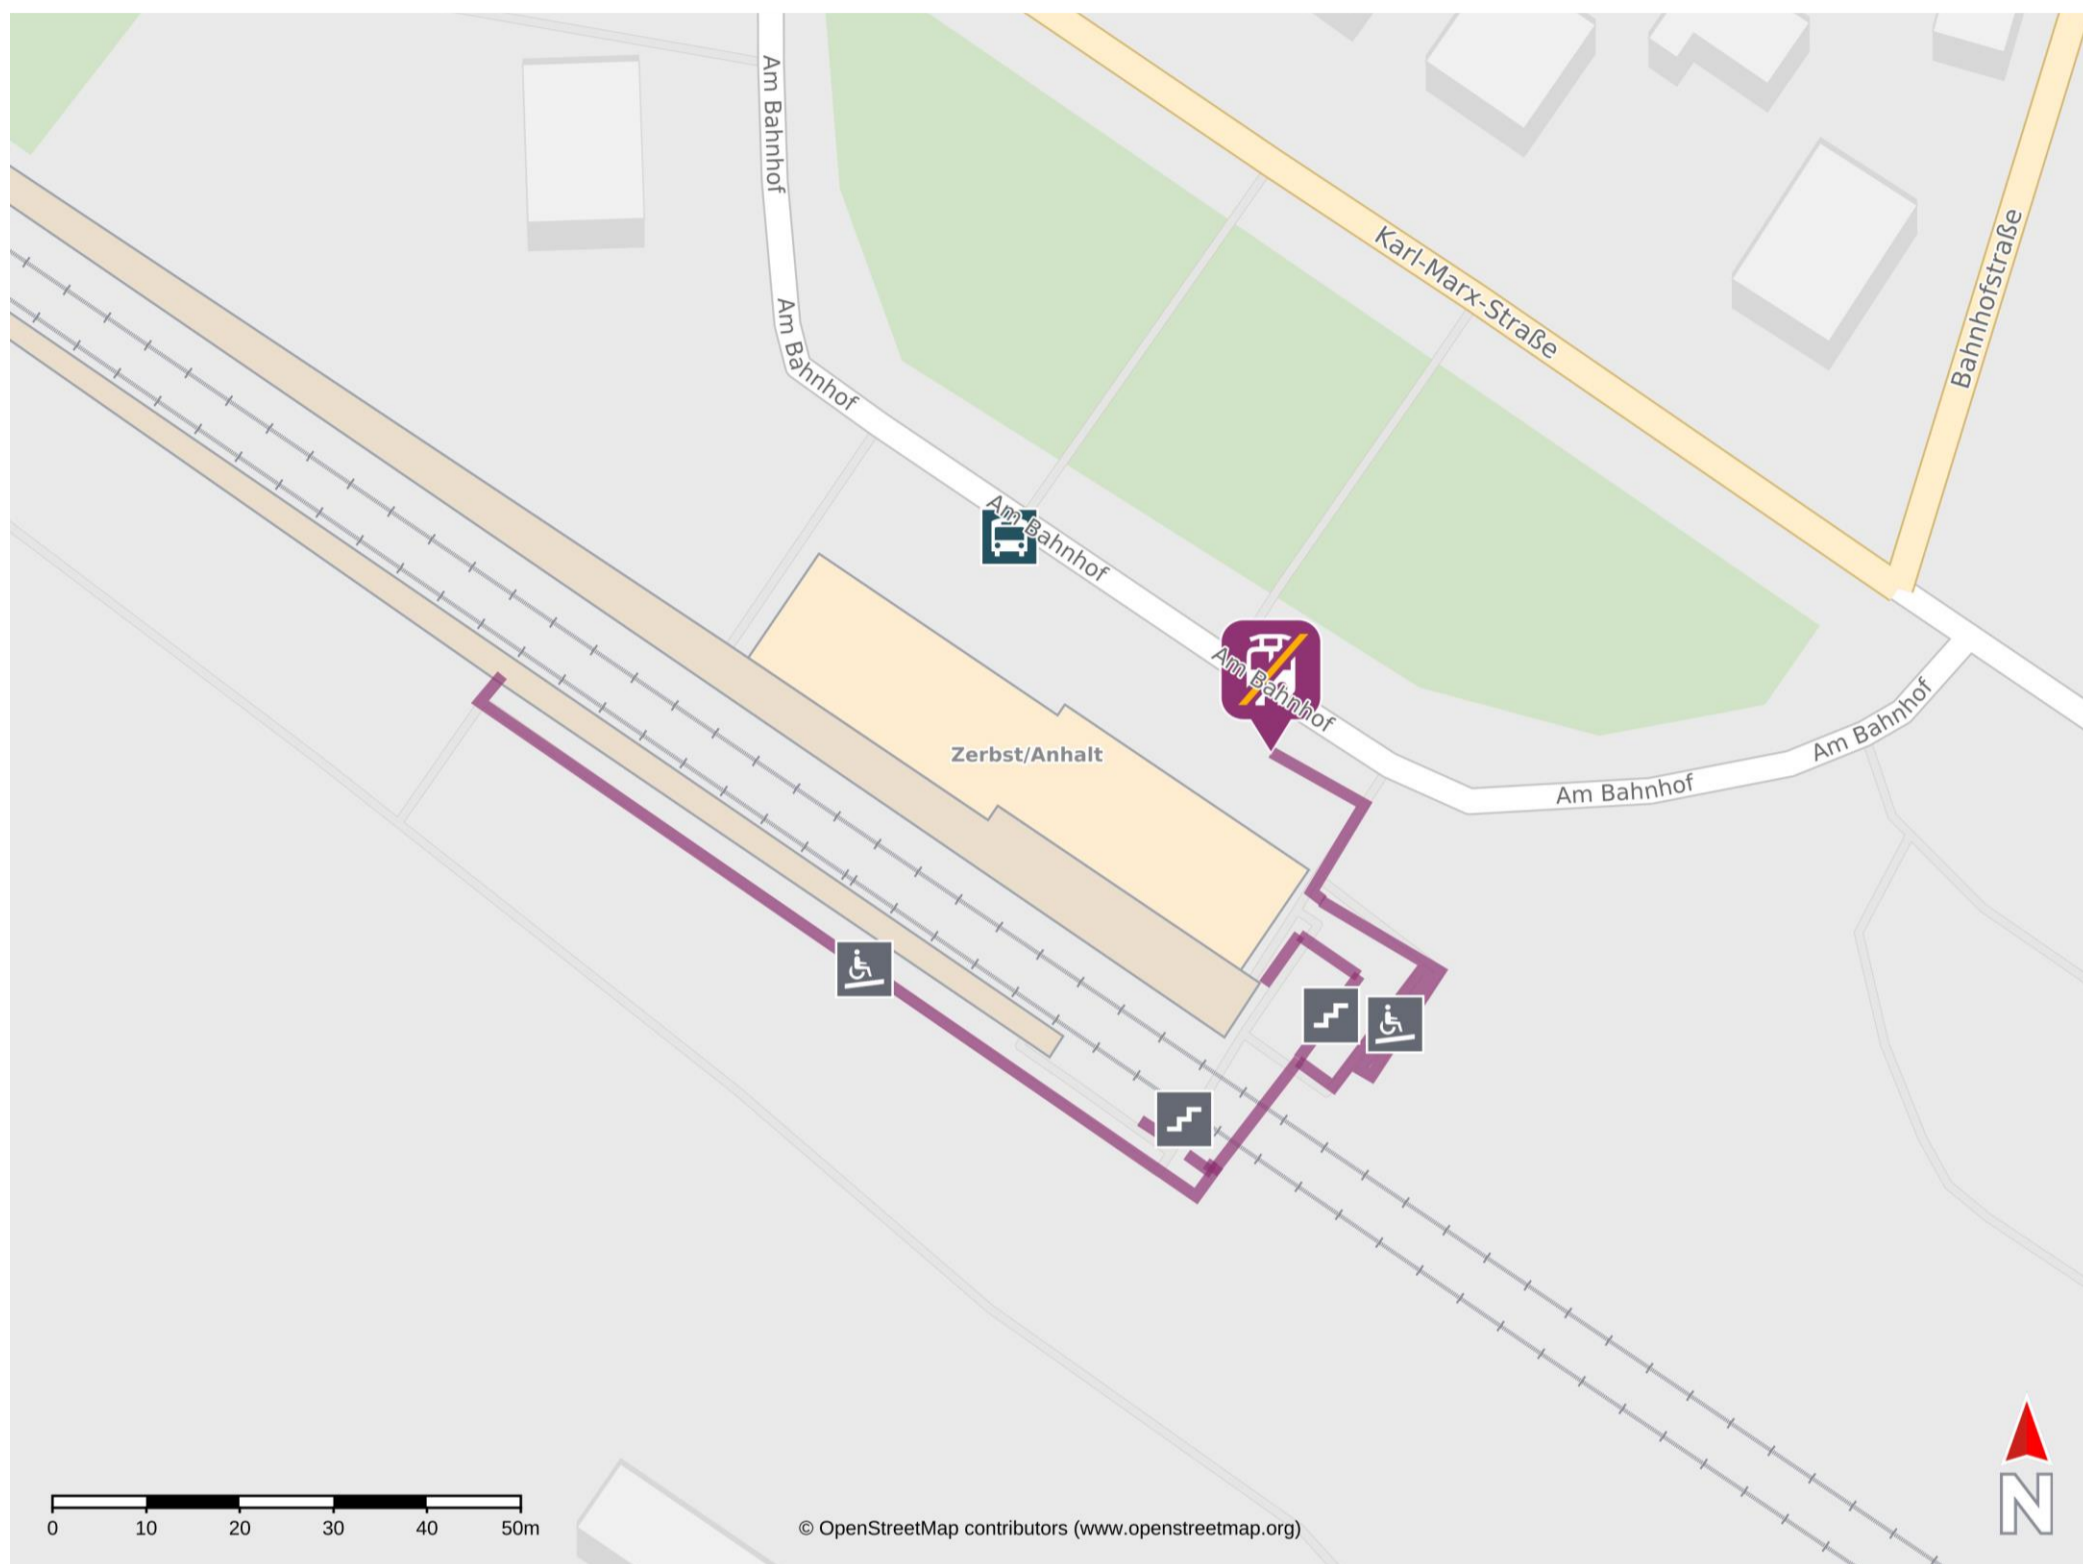 Am Bahnhof
Karl-Marx-Straße
Bahnhofstraße
Am Bahnhof
Am Bahnhof
Am Bahnhof
Am Bahnhof
Am Bahnhof
Zerbst/Anhalt
0 10 20 30 40 50m
© OpenStreetMap contributors (www.openstreetmap.org)
N